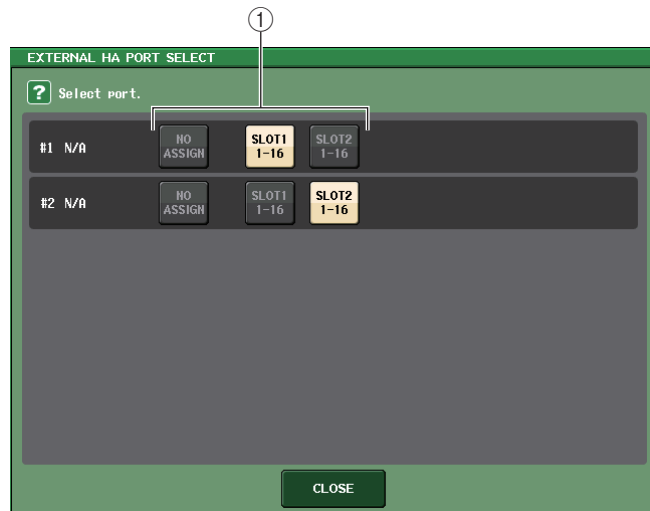 ①
EXTERNAL HA PORT SELECT
? Select port.
#1 N/A NO ASSIGN SLOT1 1-16 SLOT2 1-16
#2 N/A NO ASSIGN SLOT1 1-16 SLOT2 1-16
CLOSE